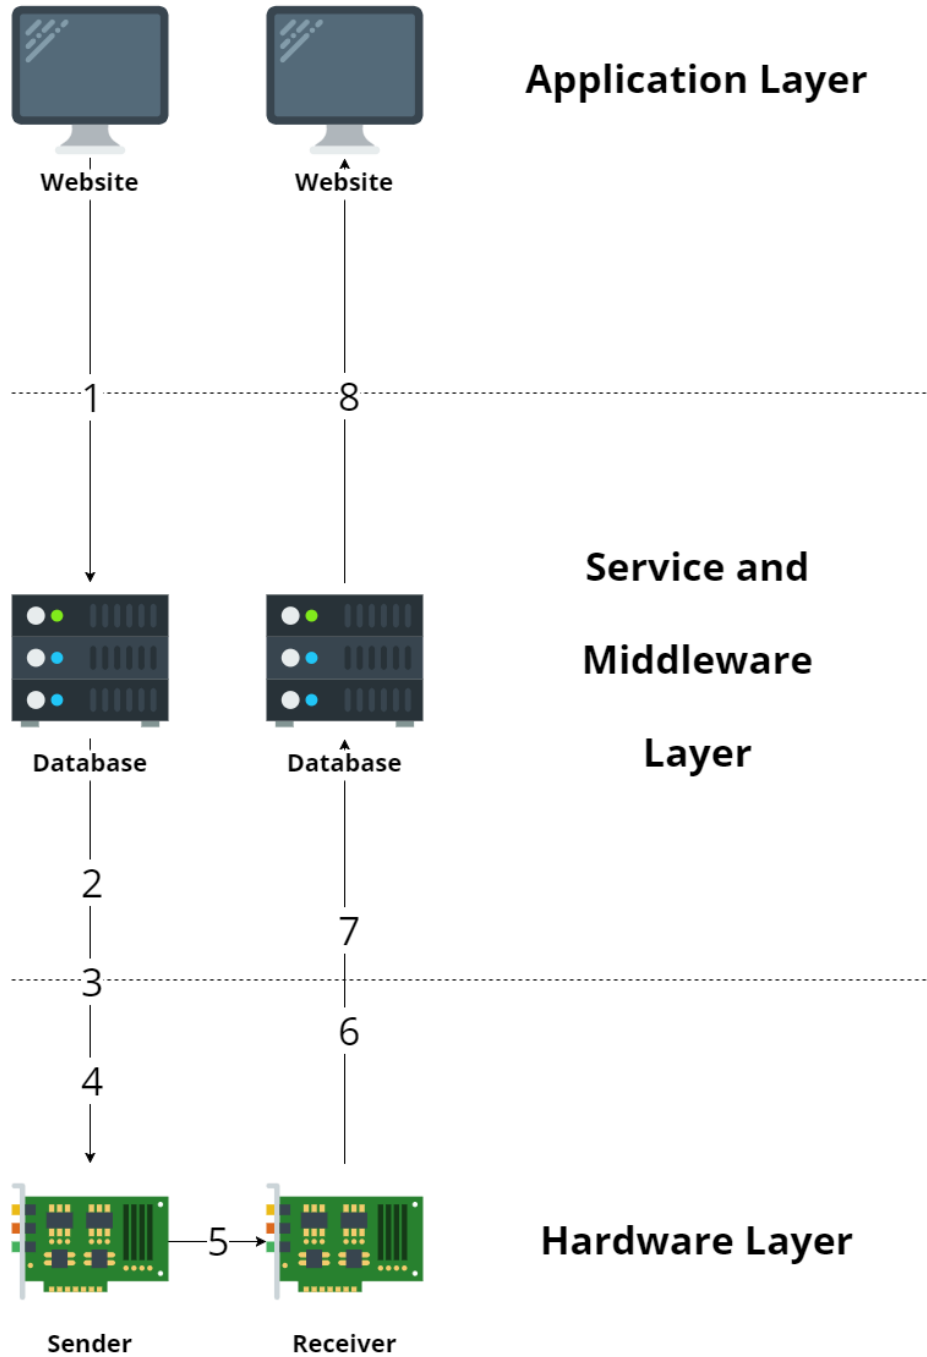 Application Layer
Website
Website
1
8
Service and
Middleware
Layer
Database
Database
2
7
3
6
4
5
Hardware Layer
Sender
Receiver